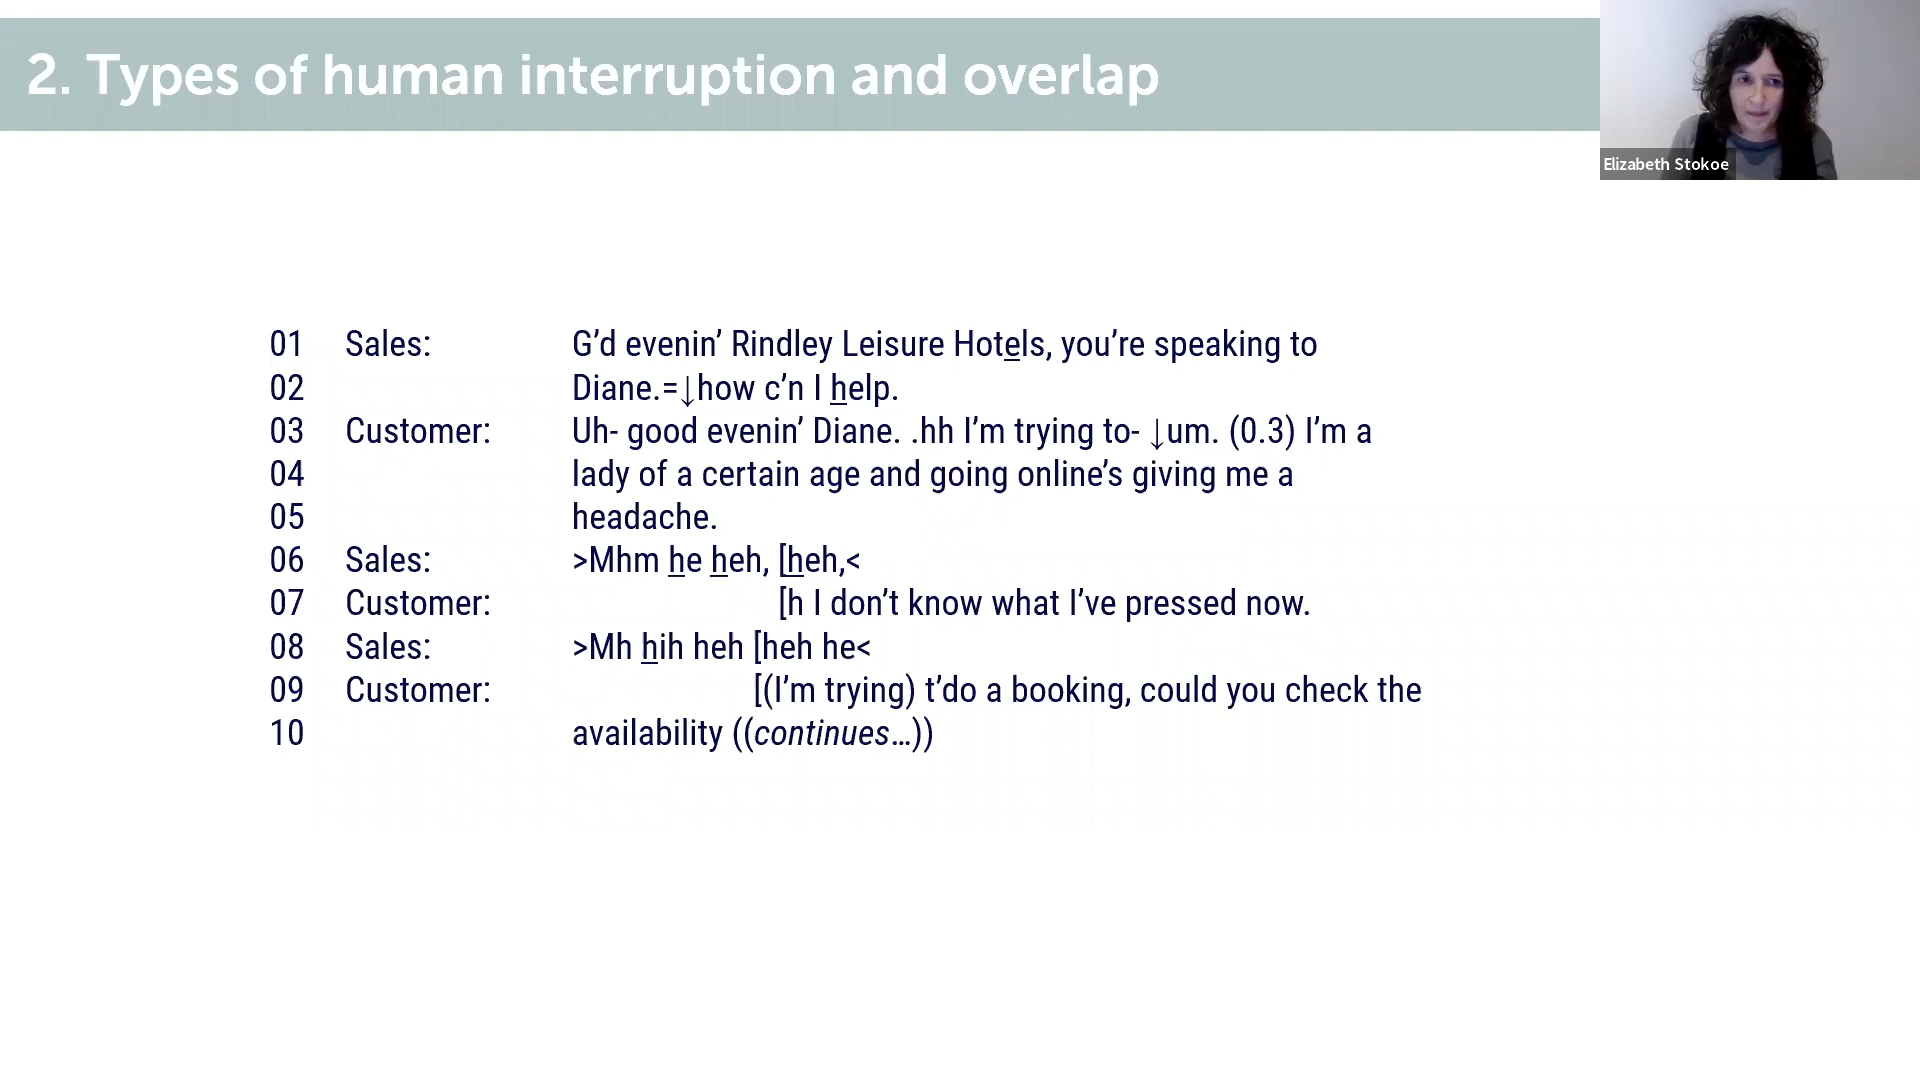 2. Types of human interruption and overlap
Elizabeth Stokoe
01 Sales: G’d evenin’ Rindley Leisure Hotels, you’re speaking to
02 Diane.=↓how c’n I help.
03 Customer: Uh- good evenin’ Diane. .hh I’m trying to- ↓um. (0.3) I’m a
04 lady of a certain age and going online’s giving me a
05 headache.
06 Sales: >Mhm he heh, [heh,<
07 Customer: [h I don’t know what I’ve pressed now.
08 Sales: >Mh hih heh [heh he<
09 Customer: [(I’m trying) t’do a booking, could you check the
10 availability ((continues…))